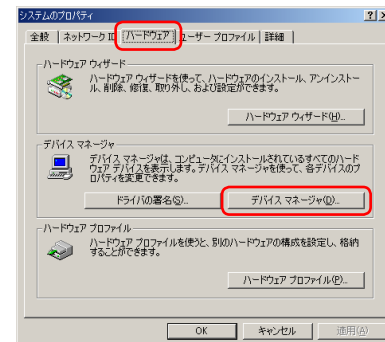 システムのプロパティ
全般 ネットワーク ID ハードウェア ユーザー プロファイル 詳細
ハードウェア ウィザード
ハードウェア ウィザードを使って、ハードウェアのインストール、アンインストー
ル、削除、修復、取り外し、および設定ができます。
ハードウェア ウィザード(H)...
デバイス マネージャ
デバイス マネージャは、コンピュータにインストールされているすべてのハード
ウェア デバイスを表示します。デバイス マネージャを使って、各デバイスのプ
ロパティを変更できます。
ドライバの署名(S)... デバイス マネージャ(D)...
ハードウェア プロファイル
ハードウェア プロファイルを使うと、別のハードウェアの構成を設定し、格納
することができます。
ハードウェア プロファイル(P)...
OK キャンセル 適用(A)